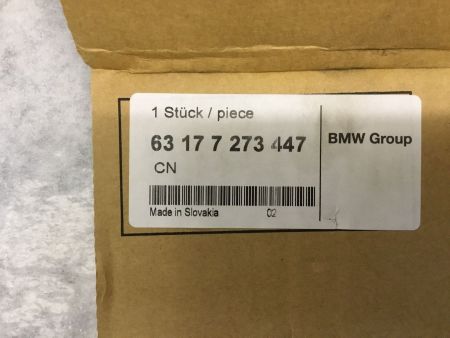 1 Stück / piece
63 17 7 273 447
BMW Group
CN
Made in Slovakia 02